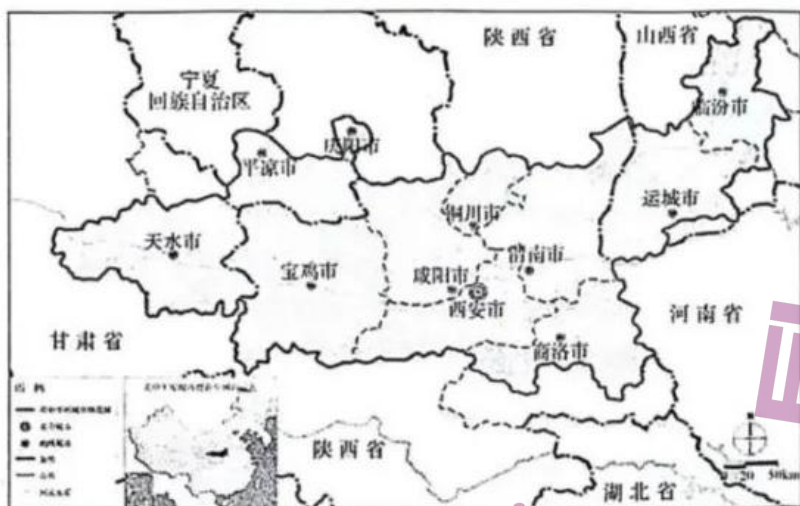 陕西省
山西省
宁夏
回族自治区
临汾市
庆阳市
平凉市
铜川市
运城市
天水市
渭南市
宝鸡市
咸阳市
西安市
河南省
甘肃省
商洛市
陕西省
湖北省
0 20 50km